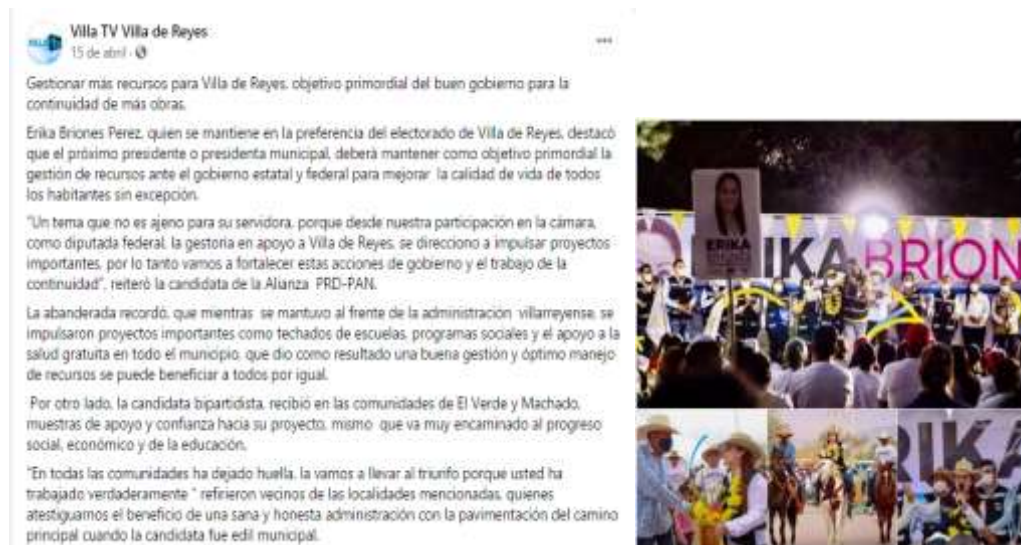 Villa TV Villa de Reyes
15 de abril
Gestionar más recursos para Villa de Reyes, objetivo primordial del buen gobierno para la
continuidad de más obras.
Erika Briones Perez, quien se mantiene en la preferencia del electorado de Villa de Reyes, destacó
que el próximo presidente o presidenta municipal, deberá mantener como objetivo primordial la
gestión de recursos ante el gobierno estatal y federal para mejorar la calidad de vida de todos
los habitantes sin excepción.
"Un tema que no es ajeno para su servidora, porque desde nuestra participación en la cámara,
como diputada federal, la gestoria en apoyo a Villa de Reyes, se direcciono a impulsar proyectos
importantes, por lo tanto vamos a fortalecer estas acciones de gobierno y el trabajo de la
continuidad", reiteró la candidata de la Alianza PRD-PAN.
La abanderada recordó, que mientras se mantuvo al frente de la administración villarreyense, se
impulsaron proyectos importantes como techados de escuelas, programas sociales y el apoyo a la
salud gratuita en todo el municipio, que dio como resultado una buena gestión y óptimo manejo
de recursos se puede beneficiar a todos por igual.
Por otro lado, la candidata bipartidista, recibió en las comunidades de El Verde y Machado,
muestras de apoyo y confianza hacia su proyecto, mismo que va muy encaminado al progreso
social, económico y de la educación.
"En todas las comunidades ha dejado huella, la vamos a llevar al triunfo porque usted ha
trabajado verdaderamente " refirieron vecinos de las localidades mencionadas, quienes
atestiguamos el beneficio de una sana y honesta administración con la pavimentación del camino
principal cuando la candidata fue edil municipal.
ERIKA
IKA BRION
RIKA